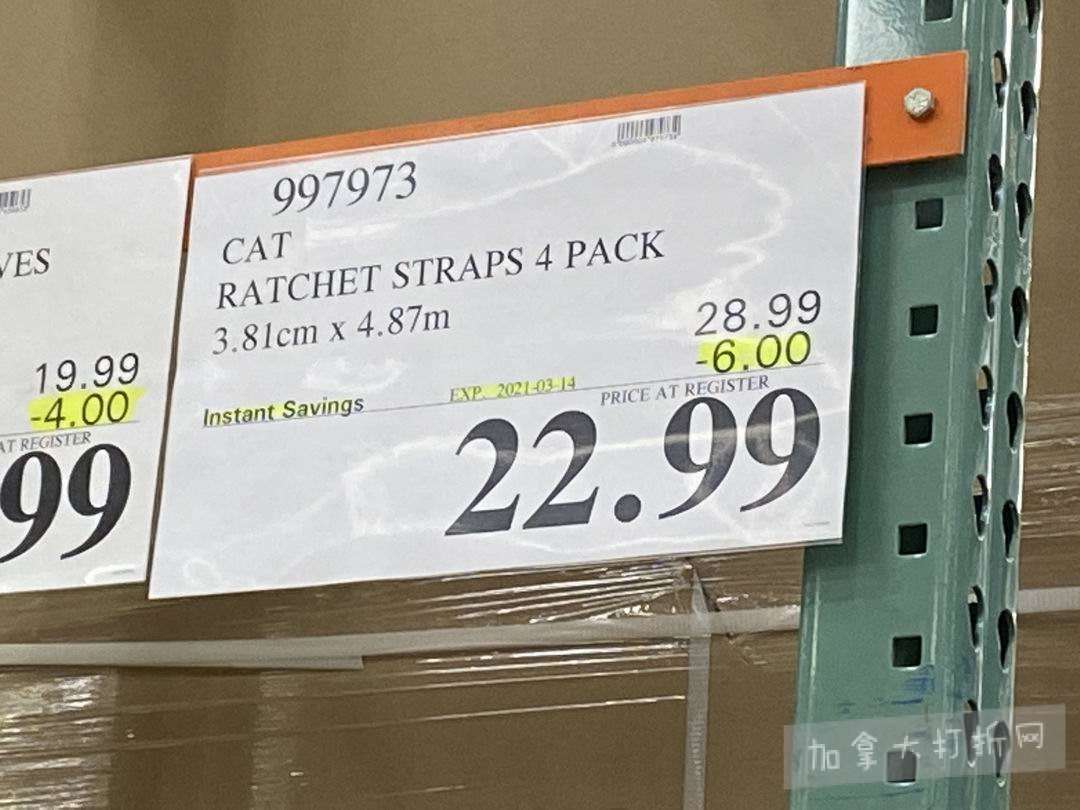 997973
CAT
RATCHET STRAPS 4 PACK
3.81cm x 4.87m
28.99
-6.00
Instant Savings
EXP. 2021-03-14
PRICE AT REGISTER
22.99
VES
19.99
-4.00
AT REGISTER
99
加拿大打折网